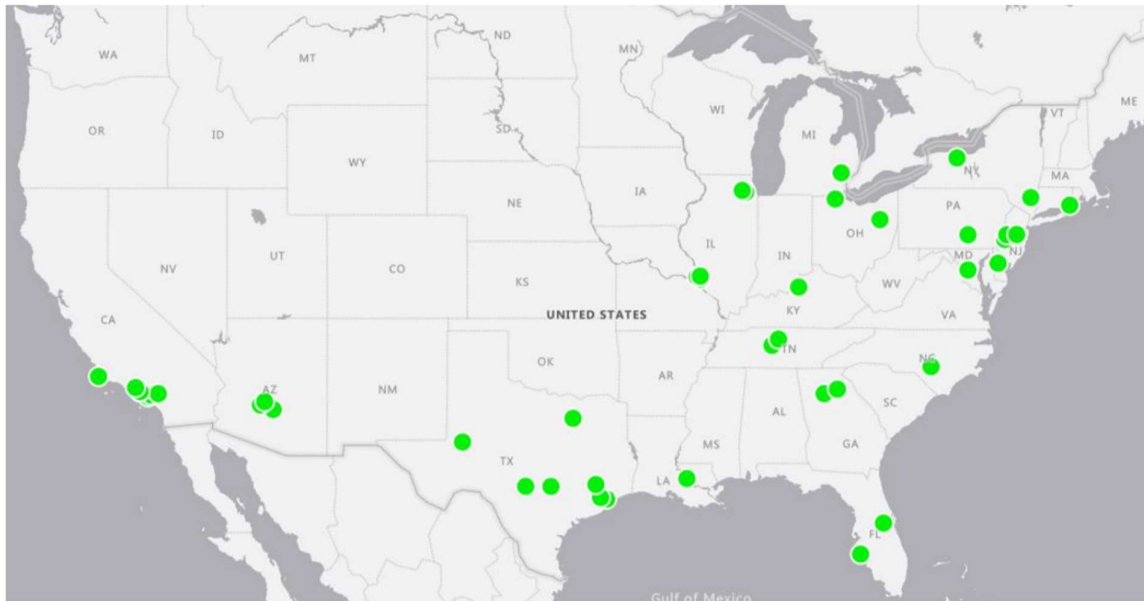 ND
MN
WA
MT
ME
VT
WI
MI
OR
ID
SD
NY
WY
MA
IA
NE
PA
OH
IL
NV
UT
IN
MD
NJ
CO
KS
WV
KY
UNITED STATES
VA
CA
TN
NC
OK
AZ
NM
AR
SC
AL
MS
GA
TX
LA
FL
Gulf of Mexico